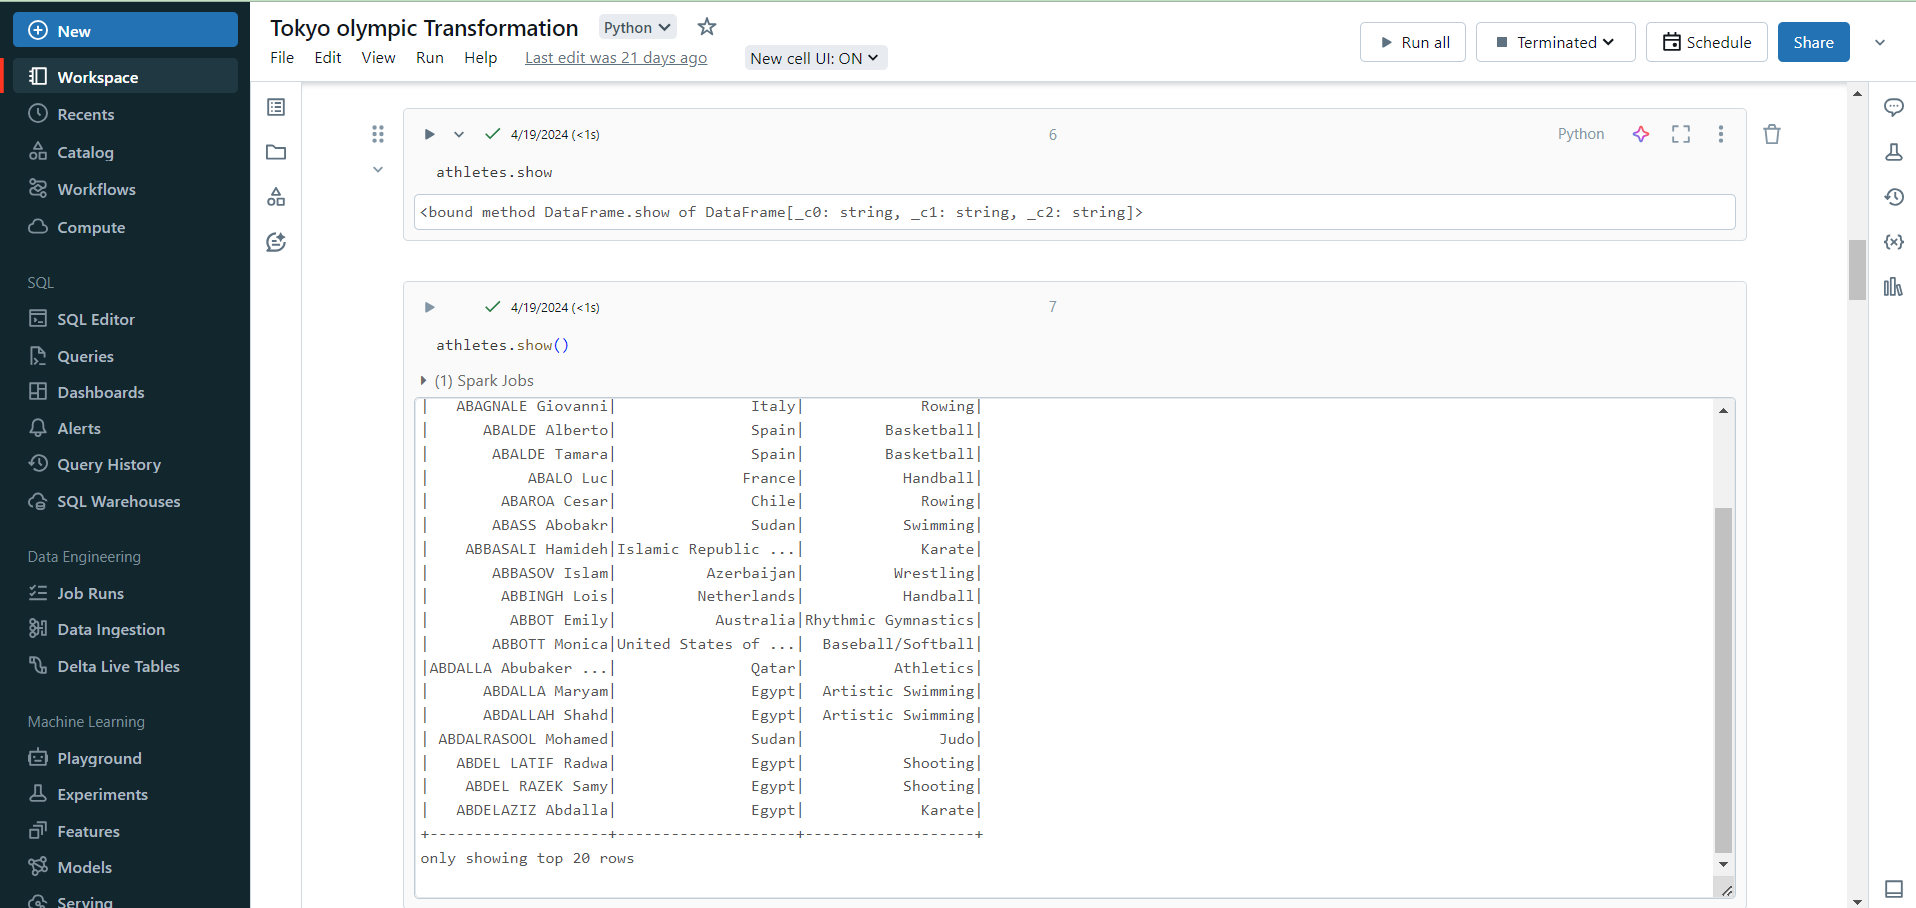 New
Workspace
Recents
Catalog
Workflows
Compute
SQL
SQL Editor
Queries
Dashboards
Alerts
Query History
SQL Warehouses
Data Engineering
Job Runs
Data Ingestion
Delta Live Tables
Machine Learning
Playground
Experiments
Features
Models
Serving
Tokyo olympic Transformation Python
File Edit View Run Help Last edit was 21 days ago New cell UI: ON
Run all Terminated Schedule Share
4/19/2024 (<1s) 6 Python
athletes.show
<bound method DataFrame.show of DataFrame[_c0: string, _c1: string, _c2: string]>
4/19/2024 (<1s) 7
athletes.show()
(1) Spark Jobs
|   ABAGNALE Giovanni|               Italy|             Rowing|
|      ABALDE Alberto|               Spain|         Basketball|
|       ABALDE Tamara|               Spain|         Basketball|
|           ABALO Luc|              France|           Handball|
|        ABAROA Cesar|               Chile|             Rowing|
|       ABASS Abobakr|               Sudan|           Swimming|
|    ABBASALI Hamideh|Islamic Republic ...|             Karate|
|       ABBASOV Islam|          Azerbaijan|          Wrestling|
|        ABBINGH Lois|         Netherlands|           Handball|
|         ABBOT Emily|           Australia|Rhythmic Gymnastics|
|       ABBOTT Monica|United States of ...|  Baseball/Softball|
|ABDALLA Abubaker ...|               Qatar|          Athletics|
|      ABDALLA Maryam|               Egypt|  Artistic Swimming|
|      ABDALLAH Shahd|               Egypt|  Artistic Swimming|
| ABDALRASOOL Mohamed|               Sudan|               Judo|
|   ABDEL LATIF Radwa|               Egypt|           Shooting|
|    ABDEL RAZEK Samy|               Egypt|           Shooting|
|   ABDELAZIZ Abdalla|               Egypt|             Karate|
+--------------------+--------------------+-------------------+
only showing top 20 rows